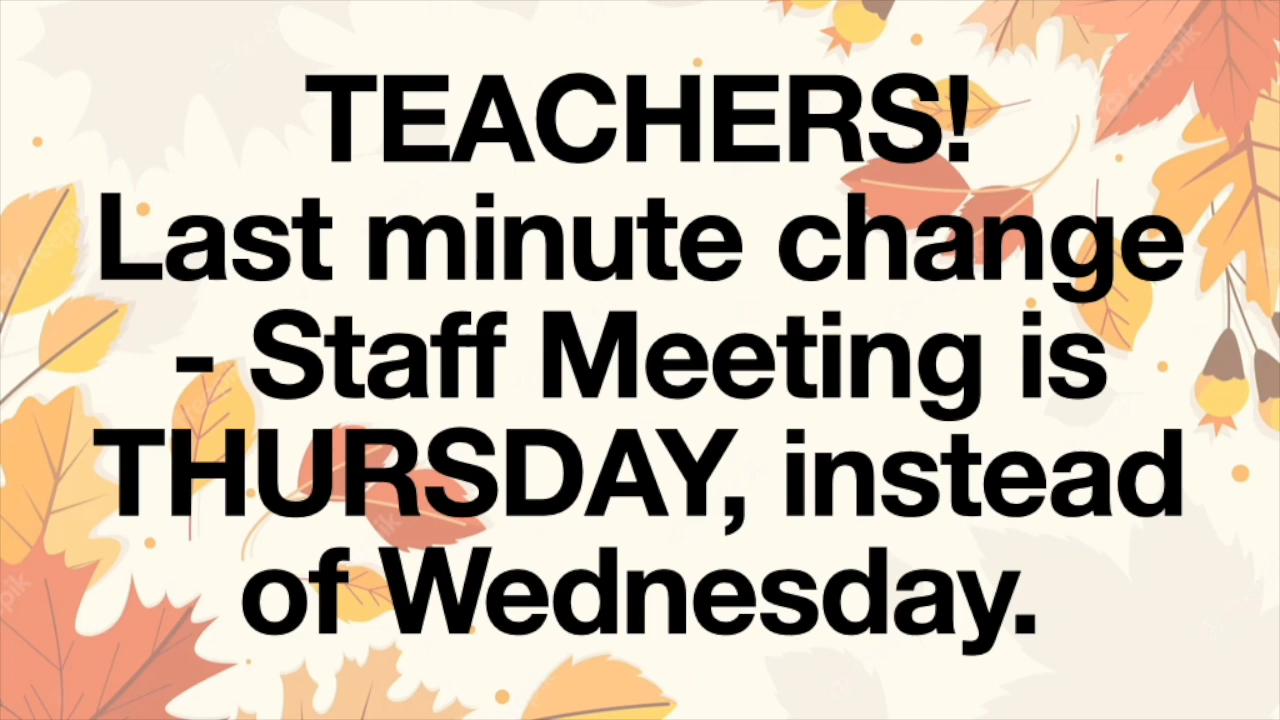 TEACHERS!
Last minute change
- Staff Meeting is
THURSDAY, instead
of Wednesday.